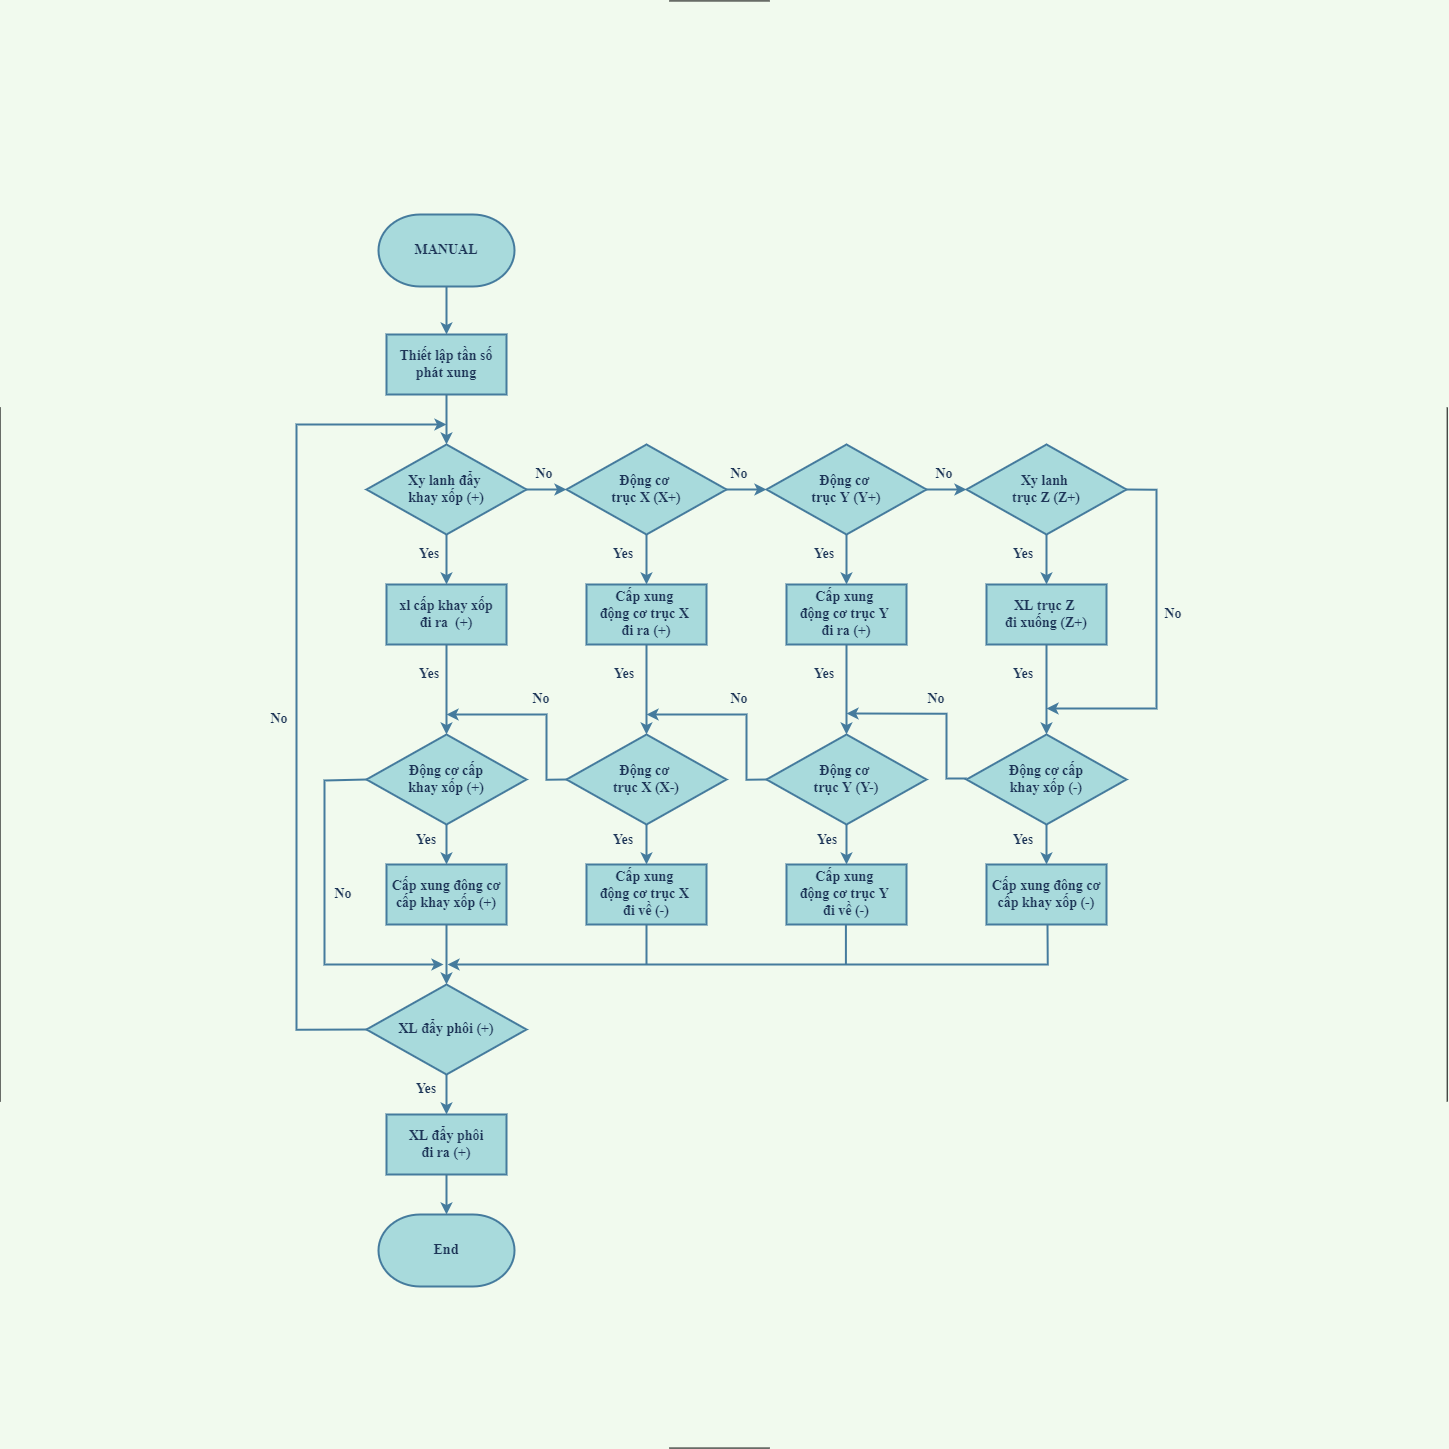 MANUAL
Thiết lập tần số
phát xung
Xy lanh đẩy
khay xốp (+)
No
Động cơ
trục X (X+)
No
Động cơ
trục Y (Y+)
No
Xy lanh
trục Z (Z+)
Yes
Yes
Yes
Yes
xl cấp khay xốp
đi ra  (+)
Cấp xung
động cơ trục X
đi ra (+)
Cấp xung
động cơ trục Y
đi ra (+)
XL trục Z
đi xuống (Z+)
No
Yes
Yes
Yes
Yes
No
No
No
No
Động cơ cấp
khay xốp (+)
Động cơ
trục X (X-)
Động cơ
trục Y (Y-)
Động cơ cấp
khay xốp (-)
Yes
Yes
Yes
Yes
No
Cấp xung đông cơ
cấp khay xốp (+)
Cấp xung
động cơ trục X
đi về (-)
Cấp xung
động cơ trục Y
đi về (-)
Cấp xung đông cơ
cấp khay xốp (-)
XL đẩy phôi (+)
Yes
XL đẩy phôi
đi ra (+)
End